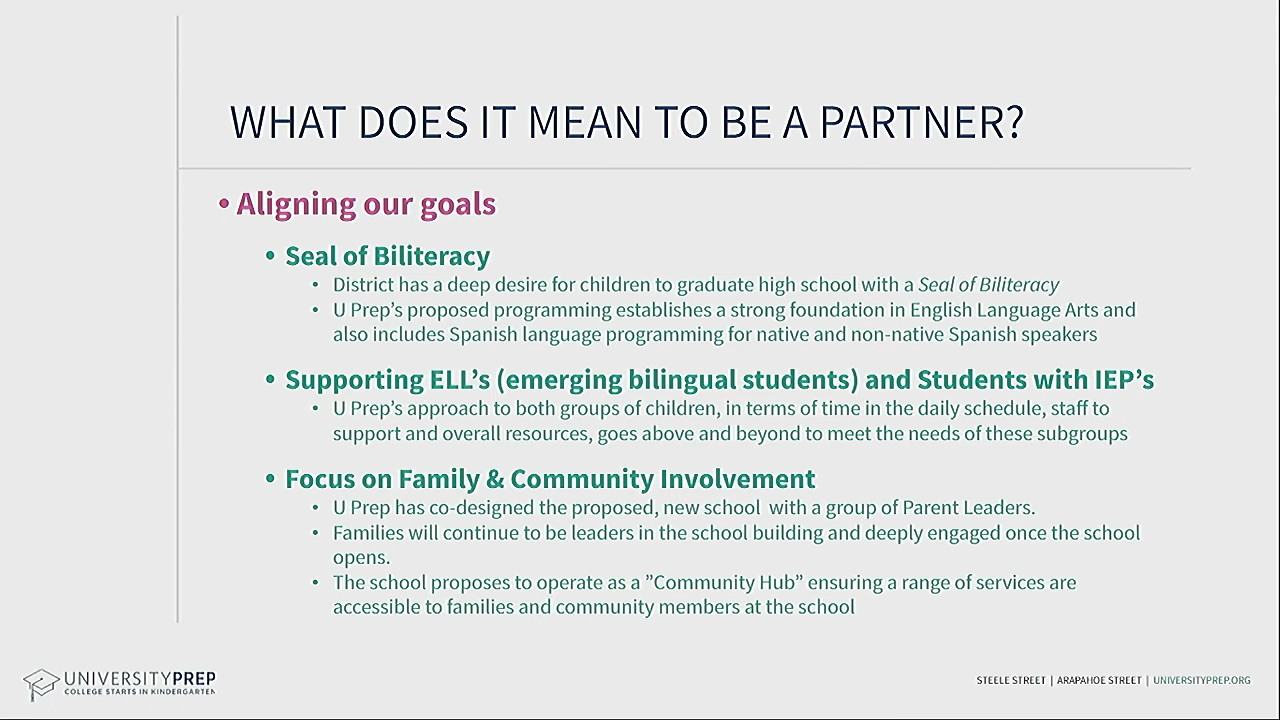 WHAT DOES IT MEAN TO BE A PARTNER?
• Aligning our goals
• Seal of Biliteracy
• District has a deep desire for children to graduate high school with a Seal of Biliteracy
• U Prep’s proposed programming establishes a strong foundation in English Language Arts and
also includes Spanish language programming for native and non-native Spanish speakers
• Supporting ELL’s (emerging bilingual students) and Students with IEP’s
• U Prep’s approach to both groups of children, in terms of time in the daily schedule, staff to
support and overall resources, goes above and beyond to meet the needs of these subgroups
• Focus on Family & Community Involvement
• U Prep has co-designed the proposed, new school  with a group of Parent Leaders.
• Families will continue to be leaders in the school building and deeply engaged once the school
opens.
• The school proposes to operate as a ”Community Hub” ensuring a range of services are
accessible to families and community members at the school
UNIVERSITYPREP
COLLEGE STARTS IN KINDERGARTEN
STEELE STREET | ARAPAHOE STREET | UNIVERSITYPREP.ORG